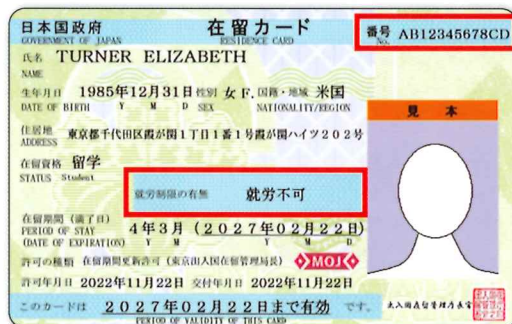 日本国政府 在留カード 番号 AB12345678CD
GOVERNMENT OF JAPAN RESIDENCE CARD No.
氏名 TURNER ELIZABETH
NAME
生年月日 1985年12月31日 性別 女 F. 国籍・地域 米国
DATE OF BIRTH Y M D SEX NATIONALITY/REGION
見本
住居地 東京都千代田区霞が関1丁目1番1号霞が関ハイツ202号
ADDRESS
在留資格 留学
STATUS Student
就労制限の有無 就労不可
在留期間(満了日) 4年3月(2027年02月22日)
PERIOD OF STAY
(DATE OF EXPIRATION) Y M Y M D
許可の種類 在留期間更新許可(東京出入国在留管理局長) MOJ
許可年月日 2022年11月22日 交付年月日 2022年11月22日
このカードは 2027年02月22日まで有効 です。
PERIOD OF VALIDITY OF THIS CARD